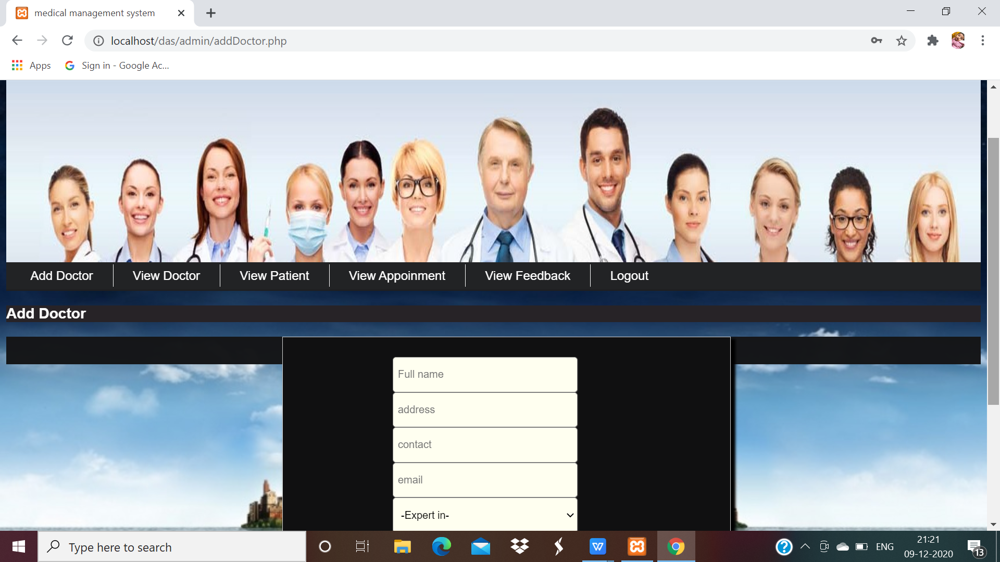 medical management system
localhost/das/admin/addDoctor.php
Apps
Sign in - Google Ac...
Add Doctor
View Doctor
View Patient
View Appoinment
View Feedback
Logout
Add Doctor
Full name
address
contact
email
-Expert in-
Type here to search
ENG
21:21
09-12-2020
13